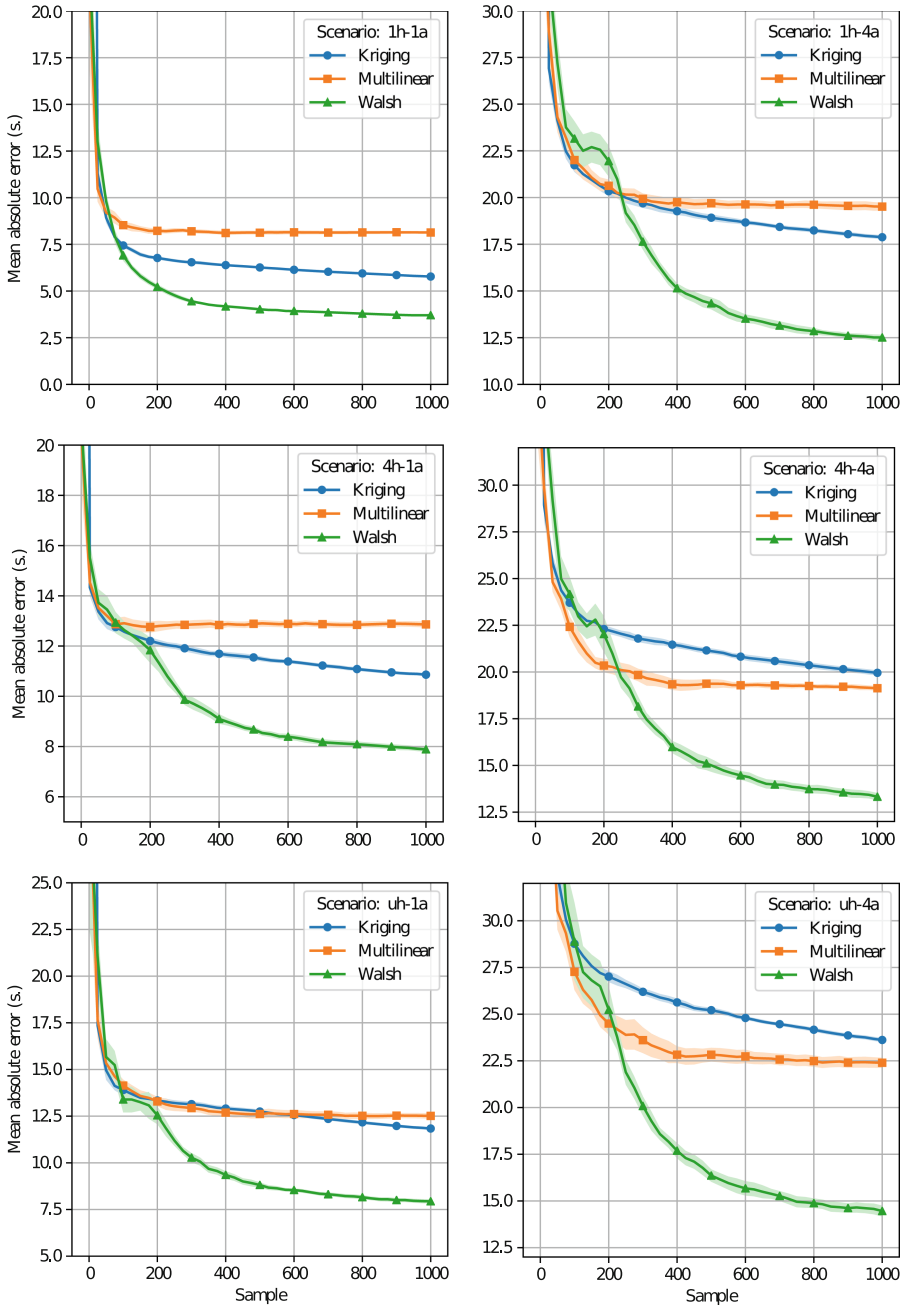 Mean absolute error (s.)
20.0
17.5
15.0
12.5
10.0
7.5
5.0
2.5
0.0
Scenario: 1h-1a
Kriging
Multilinear
Walsh
0 200 400 600 800 1000
30.0
27.5
25.0
22.5
20.0
17.5
15.0
12.5
10.0
Scenario: 1h-4a
Kriging
Multilinear
Walsh
0 200 400 600 800 1000
Mean absolute error (s.)
20
18
16
14
12
10
8
6
Scenario: 4h-1a
Kriging
Multilinear
Walsh
0 200 400 600 800 1000
30.0
27.5
25.0
22.5
20.0
17.5
15.0
12.5
Scenario: 4h-4a
Kriging
Multilinear
Walsh
0 200 400 600 800 1000
Mean absolute error (s.)
25.0
22.5
20.0
17.5
15.0
12.5
10.0
7.5
5.0
Scenario: uh-1a
Kriging
Multilinear
Walsh
0 200 400 600 800 1000
Sample
30.0
27.5
25.0
22.5
20.0
17.5
15.0
12.5
Scenario: uh-4a
Kriging
Multilinear
Walsh
0 200 400 600 800 1000
Sample